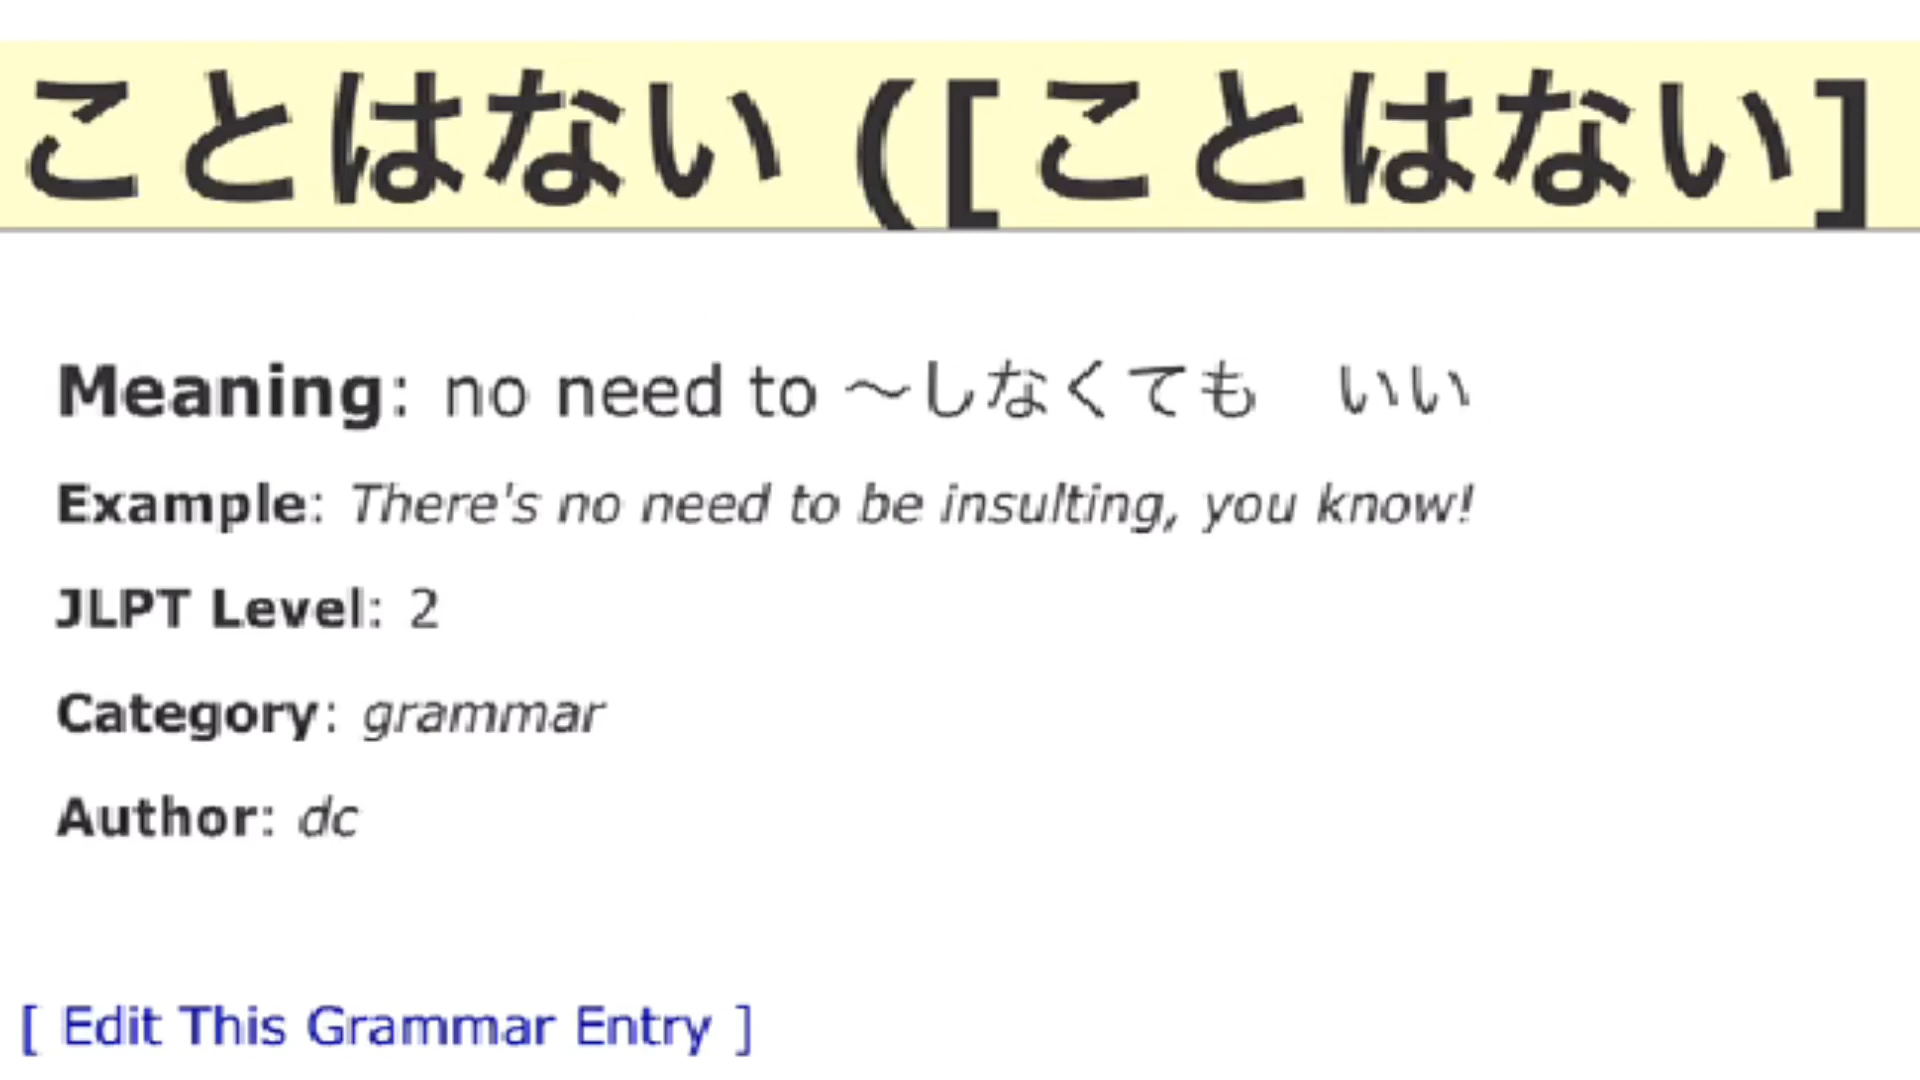 ことはない ([ことはない]
Meaning: no need to ～しなくても　いい
Example: There's no need to be insulting, you know!
JLPT Level: 2
Category: grammar
Author: dc
[ Edit This Grammar Entry ]